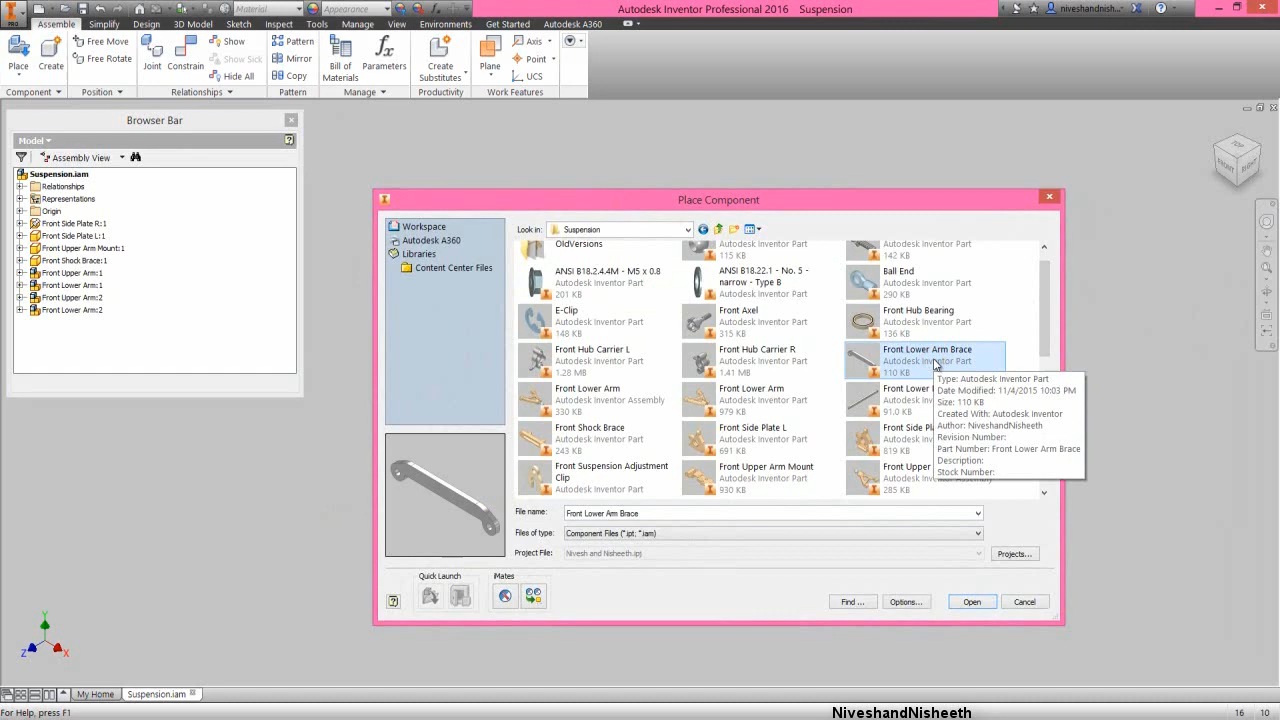 Autodesk Inventor Professional 2016 Suspension
Material Appearance
niveshandnish...
PRO Assemble Simplify Design 3D Model Sketch Inspect Tools Manage View Environments Get Started Autodesk A360
Place Create Free Move Free Rotate Joint Constrain Show Show Sick Hide All Pattern Mirror Copy Bill of Materials Parameters Create Substitutes Plane Axis Point UCS
Component Position Relationships Pattern Manage Productivity Work Features
Browser Bar
Model
Assembly View
Suspension.iam
Relationships
Representations
Origin
Front Side Plate R:1
Front Side Plate L:1
Front Upper Arm Mount:1
Front Shock Brace:1
Front Upper Arm:1
Front Lower Arm:1
Front Upper Arm:2
Front Lower Arm:2
TOP
FRONT RIGHT
Place Component
Workspace
Autodesk A360
Libraries
Content Center Files
Look in: Suspension
OldVersions Autodesk Inventor Part Autodesk Inventor Part
115 KB 142 KB
ANSI B18.2.4.4M - M5 x 0.8 ANSI B18.22.1 - No. 5 - Ball End
Autodesk Inventor Part narrow - Type B Autodesk Inventor Part
201 KB Autodesk Inventor Part 290 KB
E-Clip Front Axel Front Hub Bearing
Autodesk Inventor Part Autodesk Inventor Part Autodesk Inventor Part
322 KB 315 KB 136 KB
Front Hub Carrier L Front Hub Carrier R Front Lower Arm Brace
Autodesk Inventor Part Autodesk Inventor Part Autodesk Inventor Part
1.28 MB 1.41 MB 110 KB
Front Lower Arm Front Lower Arm Front Lower
Autodesk Inventor Assembly Autodesk Inventor Part Autodesk
330 KB 979 KB 91.0 KB
Front Shock Brace Front Side Plate L Front Side Pla
Autodesk Inventor Part Autodesk Inventor Part Autodesk
243 KB 691 KB 819 KB
Front Suspension Adjustment Front Upper Arm Mount Front Upper
Clip Autodesk Inventor Part Autodesk
Autodesk Inventor Part 930 KB 285 KB
Type: Autodesk Inventor Part
Date Modified: 11/4/2015 10:03 PM
Size: 110 KB
Created With: Autodesk Inventor
Author: NiveshandNisheeth
Revision Number:
Part Number: Front Lower Arm Brace
Description:
Stock Number:
File name: Front Lower Arm Brace
Files of type: Component Files (*.ipt; *.iam)
Project File: Nivesh and Nisheeth.ipj Projects...
Quick Launch iMates
Find ... Options... Open Cancel
Y
Z X
My Home Suspension.iam
For Help, press F1 NiveshandNisheeth 16 10